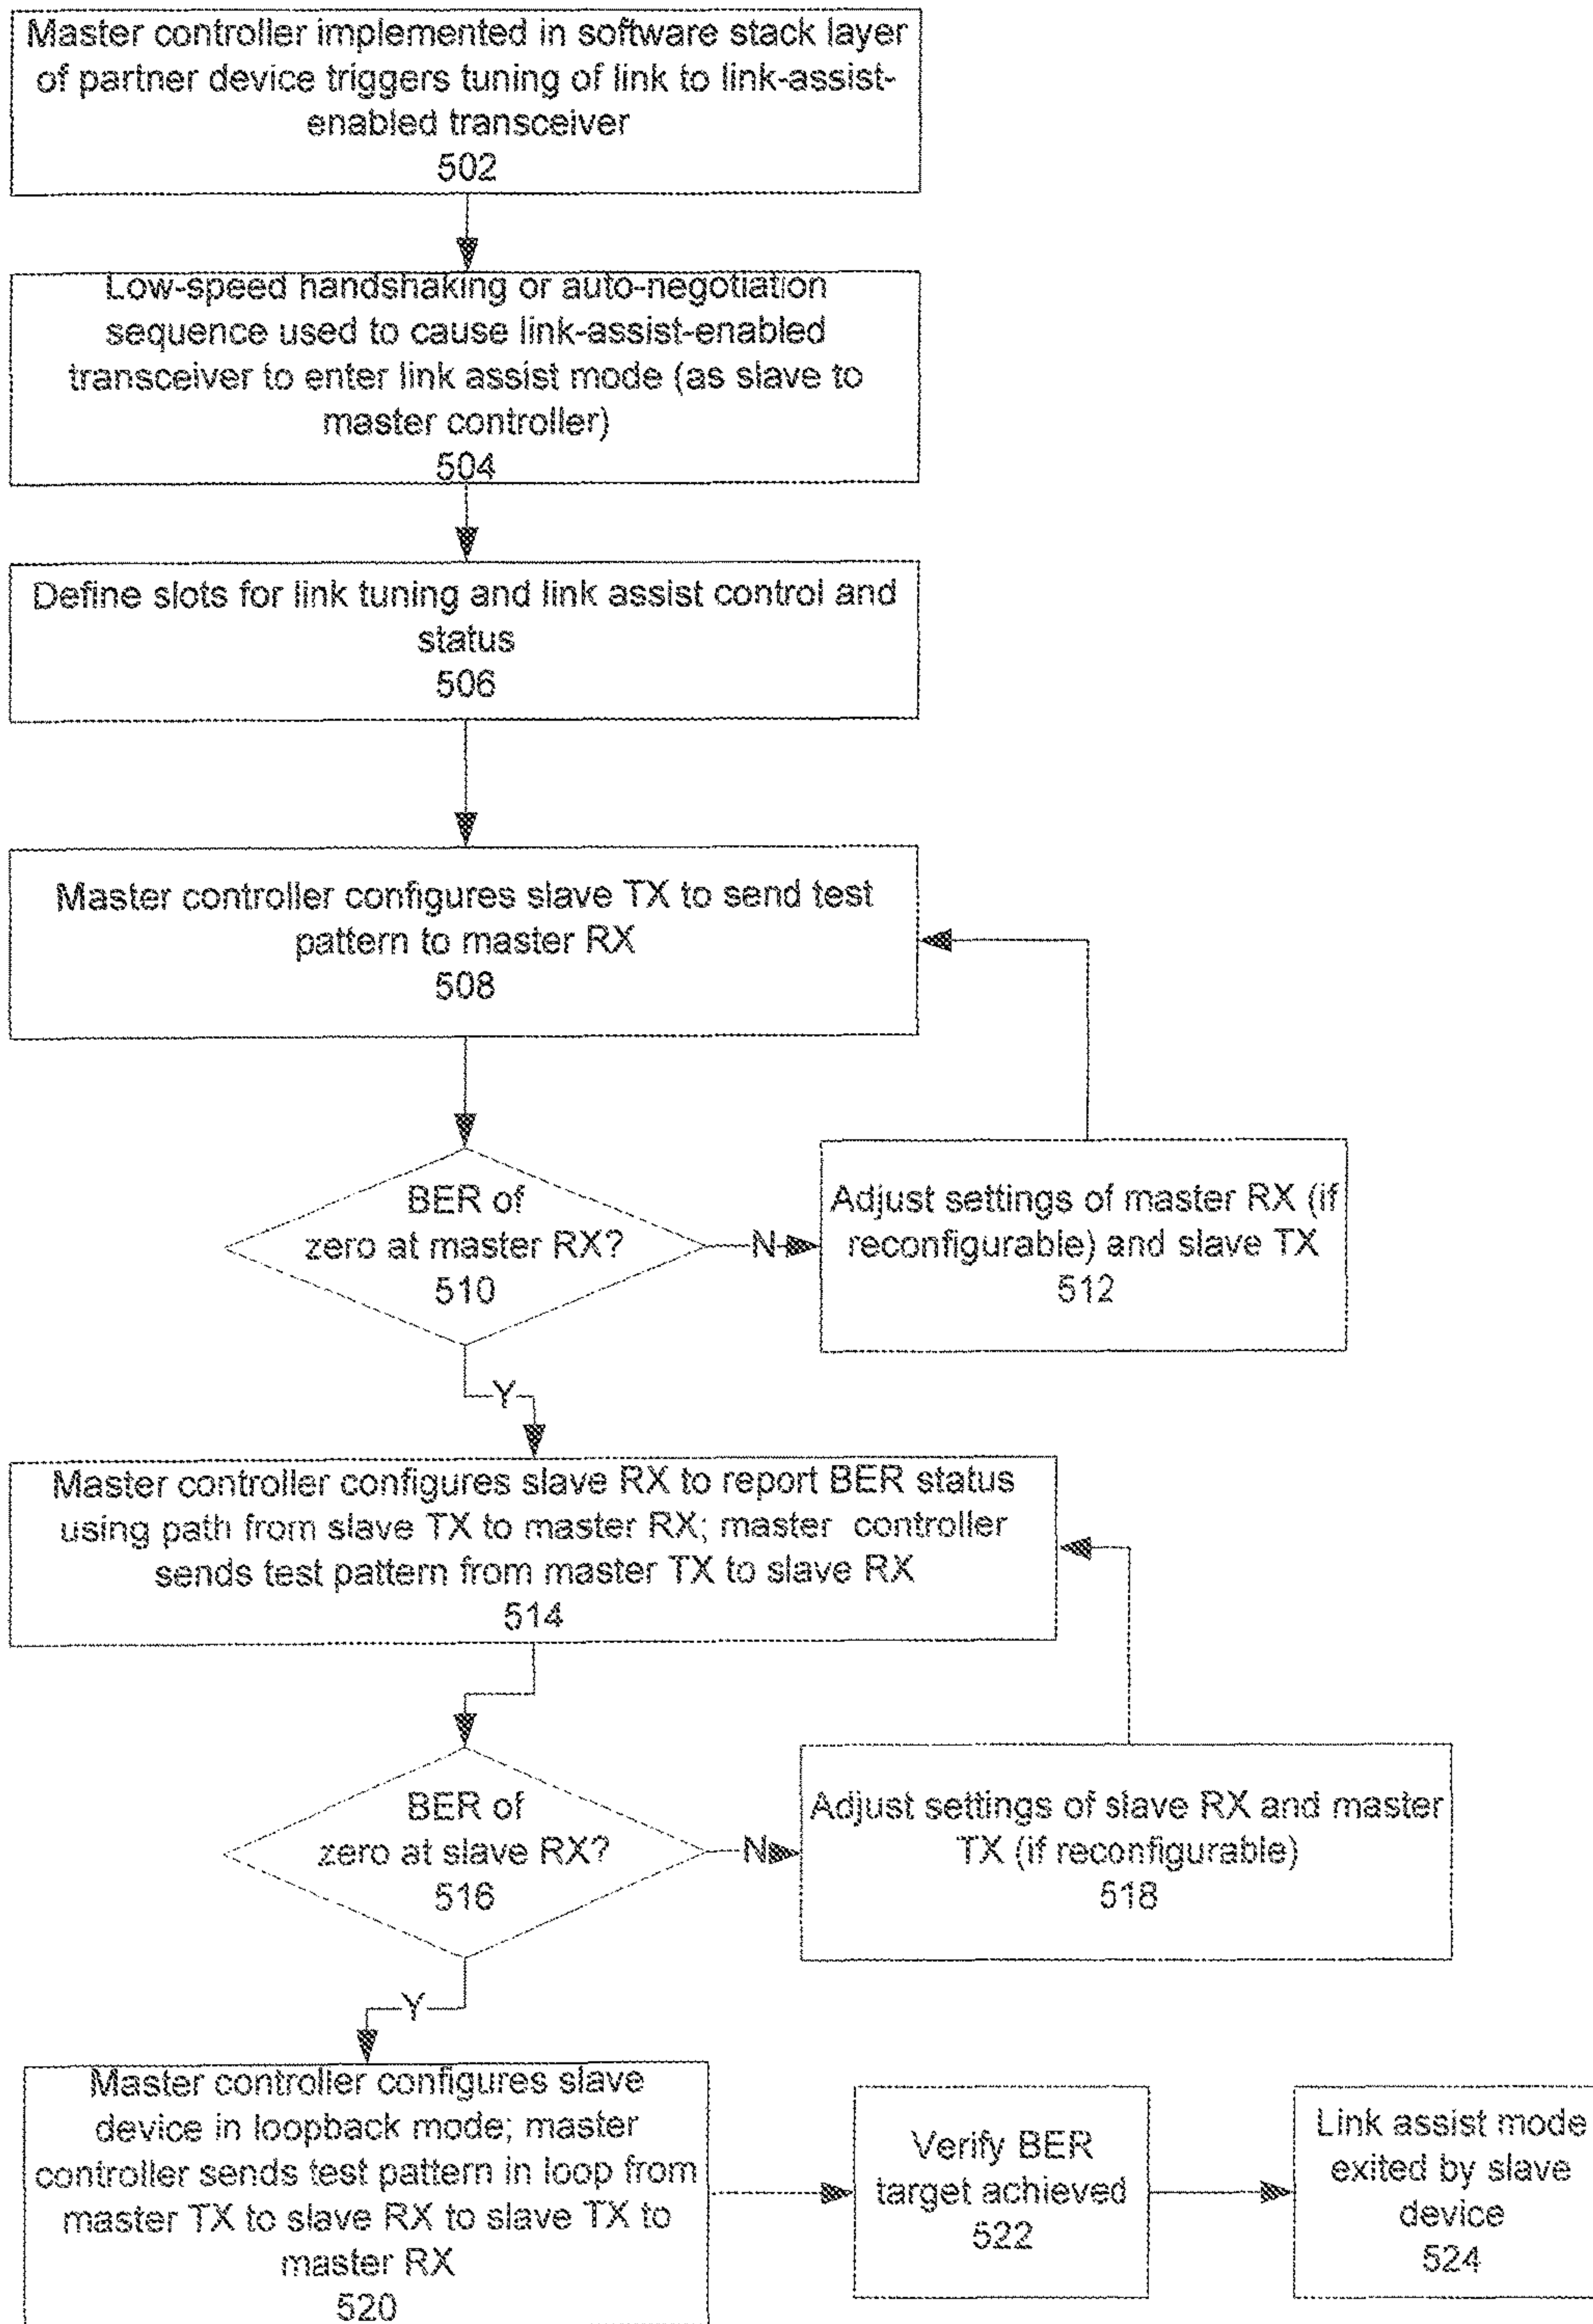 Master controller implemented in software stack layer
of partner device triggers tuning of link to link-assist-
enabled transceiver
502
Low-speed handshaking or auto-negotiation
sequence used to cause link-assist-enabled
transceiver to enter link assist mode (as slave to
master controller)
504
Define slots for link tuning and link assist control and
status
506
Master controller configures slave TX to send test
pattern to master RX
508
BER of
zero at master RX?
510
N
Adjust settings of master RX (if
reconfigurable) and slave TX
512
Y
Master controller configures slave RX to report BER status
using path from slave TX to master RX; master controller
sends test pattern from master TX to slave RX
514
BER of
zero at slave RX?
516
N
Adjust settings of slave RX and master
TX (if reconfigurable)
518
Y
Master controller configures slave
device in loopback mode; master
controller sends test pattern in loop from
master TX to slave RX to slave TX to
master RX
520
Verify BER
target achieved
522
Link assist mode
exited by slave
device
524